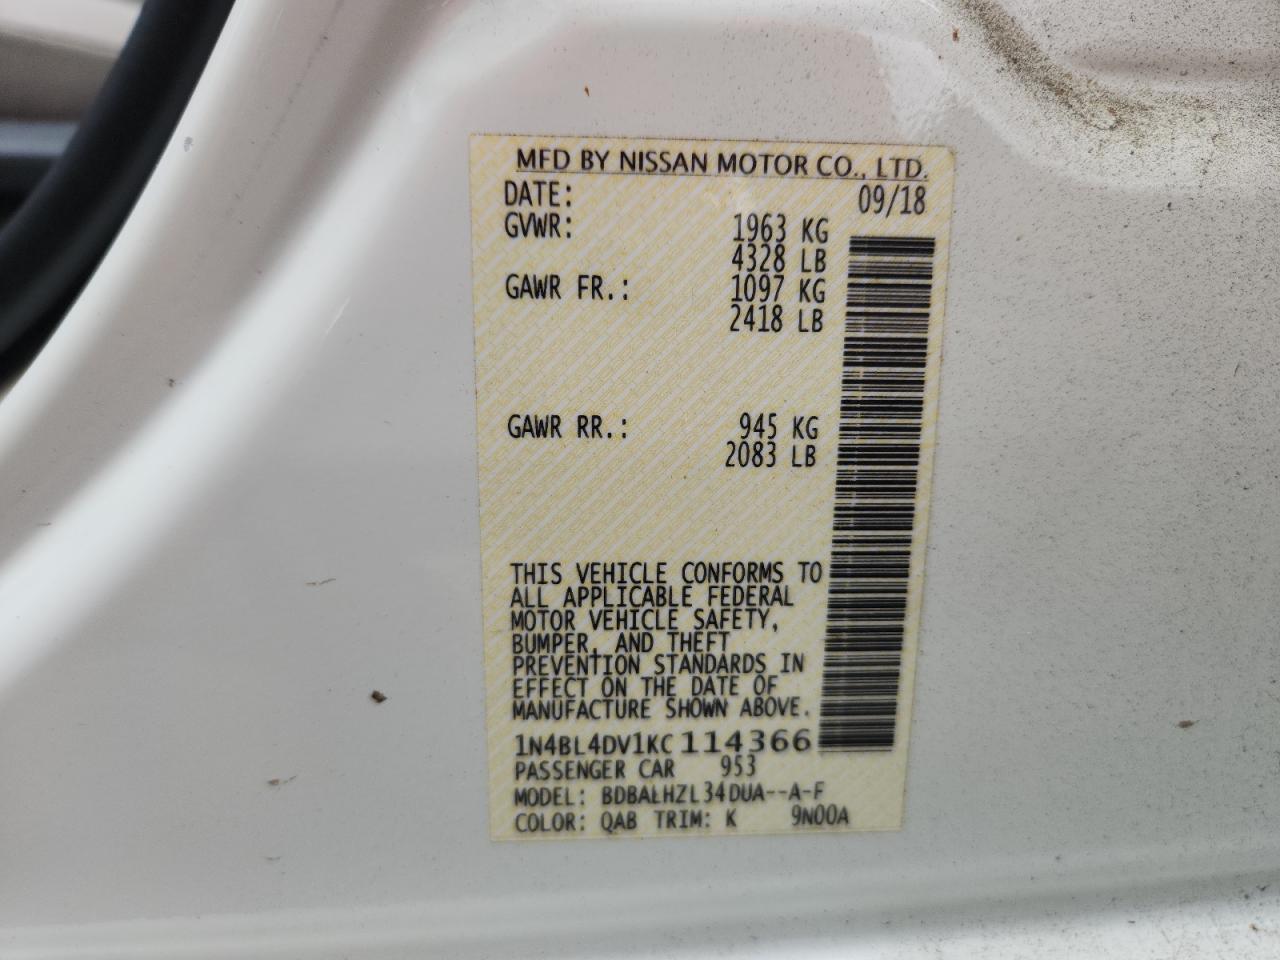 MFD BY NISSAN MOTOR CO., LTD.
DATE: 09/18
GVWR: 1963 KG
4328 LB
GAWR FR.: 1097 KG
2418 LB
GAWR RR.: 945 KG
2083 LB
THIS VEHICLE CONFORMS TO
ALL APPLICABLE FEDERAL
MOTOR VEHICLE SAFETY,
BUMPER, AND THEFT
PREVENTION STANDARDS IN
EFFECT ON THE DATE OF
MANUFACTURE SHOWN ABOVE.
1N4BL4DV1KC114366
PASSENGER CAR 953
MODEL: BDBALHZL34DUA--A-F
COLOR: QAB TRIM: K 9N00A